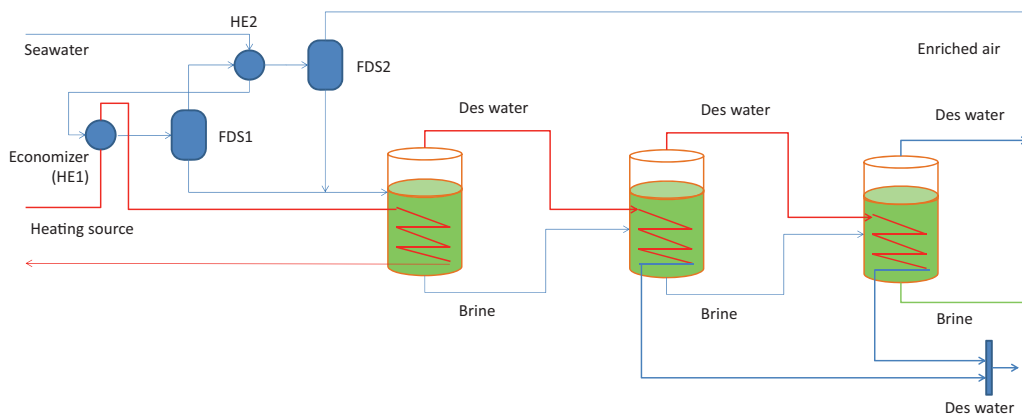 HE2
Seawater
Enriched air
FDS2
Des water
Des water
Des water
FDS1
Economizer
(HE1)
Heating source
Brine
Brine
Brine
Des water